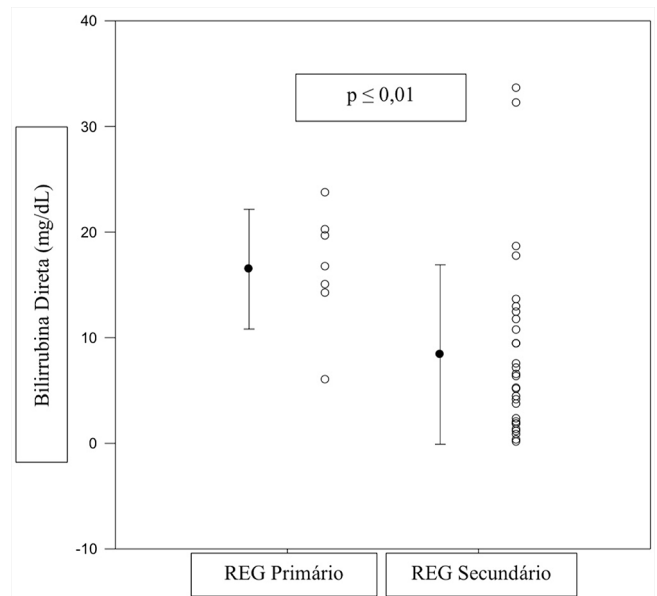 40
p ≤ 0,01
30
20
10
0
-10
Bilirrubina Direta (mg/dL)
REG Primário
REG Secundário